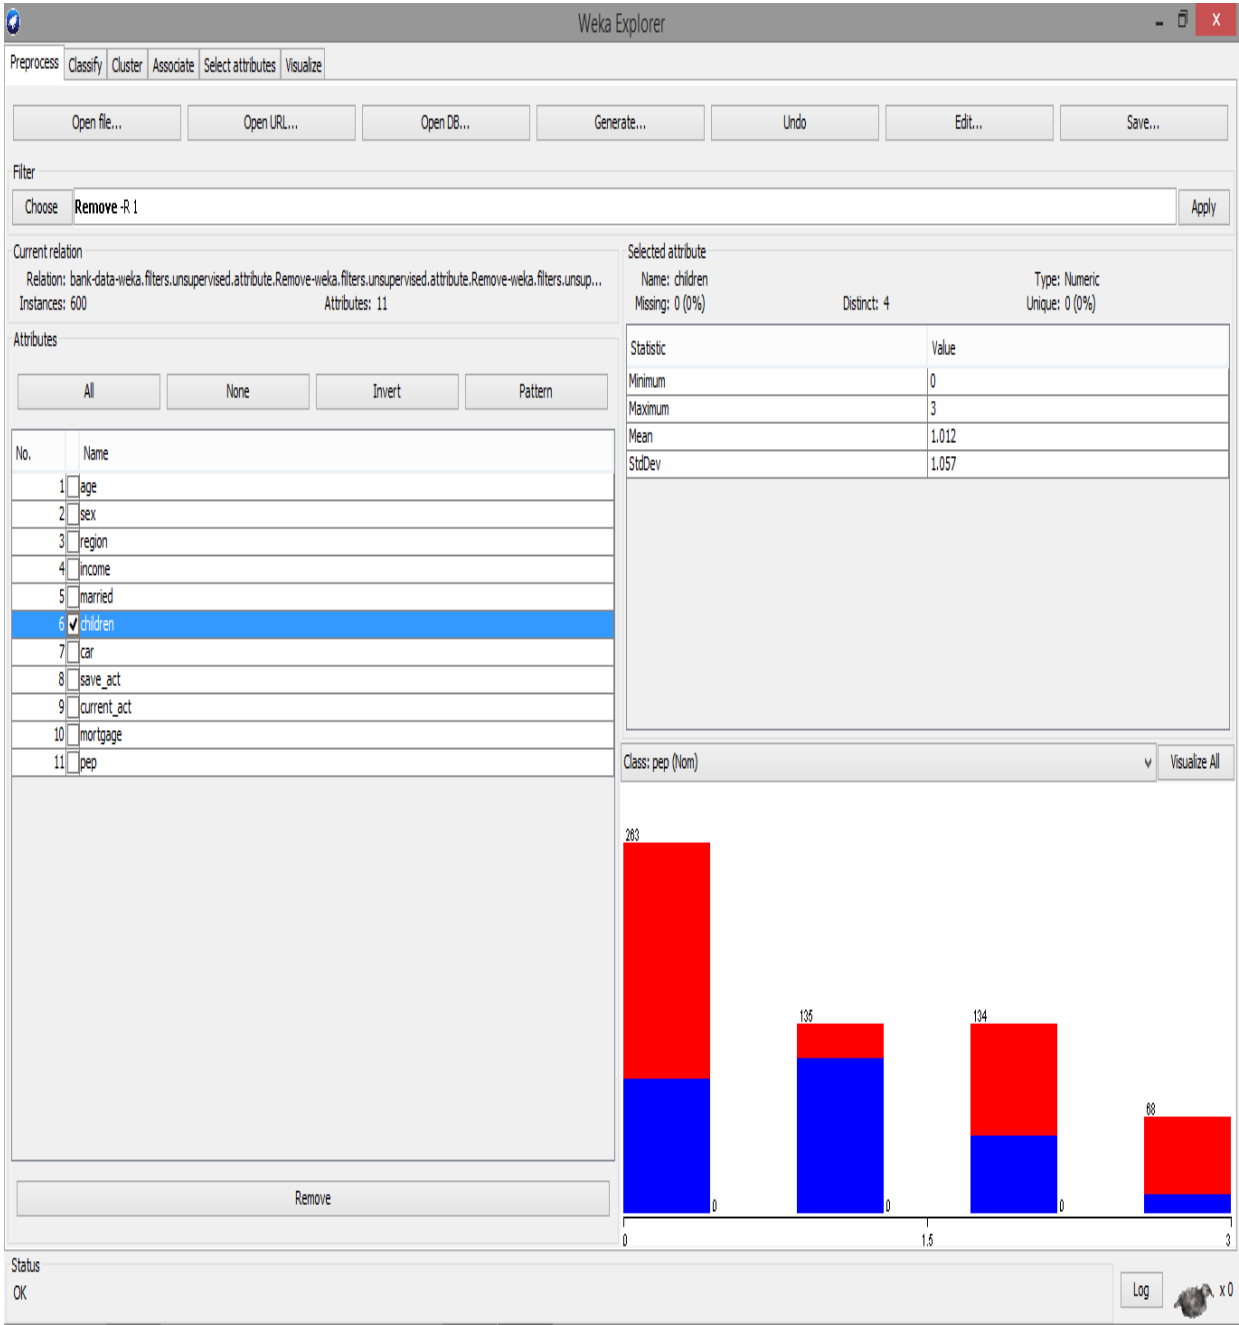 Weka Explorer
Preprocess Classify Cluster Associate Select attributes Visualize
Open file... Open URL... Open DB... Generate... Undo Edit... Save...
Filter
Choose Remove -R 1 Apply
Current relation
Relation: bank-data-weka.filters.unsupervised.attribute.Remove-weka.filters.unsupervised.attribute.Remove-weka.filters.unsup...
Instances: 600 Attributes: 11
Attributes
All None Invert Pattern
No. Name
1 age
2 sex
3 region
4 income
5 married
6 children
7 car
8 save_act
9 current_act
10 mortgage
11 pep
Remove
Selected attribute
Name: children Type: Numeric
Missing: 0 (0%) Distinct: 4 Unique: 0 (0%)
Statistic Value
Minimum 0
Maximum 3
Mean 1.012
StdDev 1.057
Class: pep (Nom) Visualize All
263
135 134
68
0 0 0
0 1.5 3
Status
OK
Log x 0